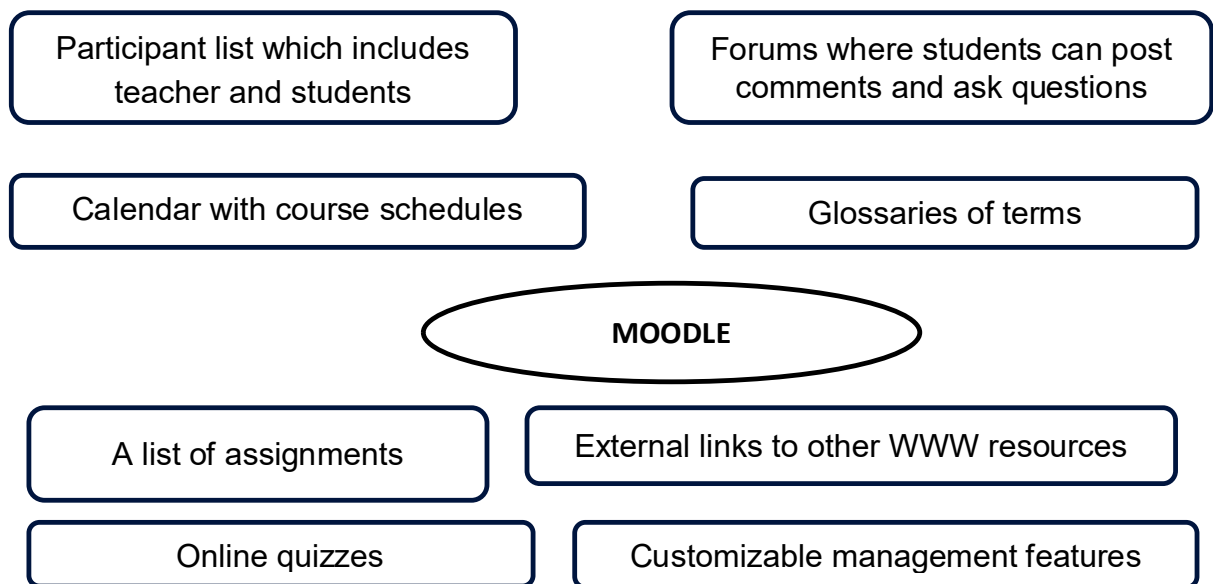 Participant list which includes
teacher and students
Forums where students can post
comments and ask questions
Calendar with course schedules
Glossaries of terms
MOODLE
A list of assignments
External links to other WWW resources
Online quizzes
Customizable management features